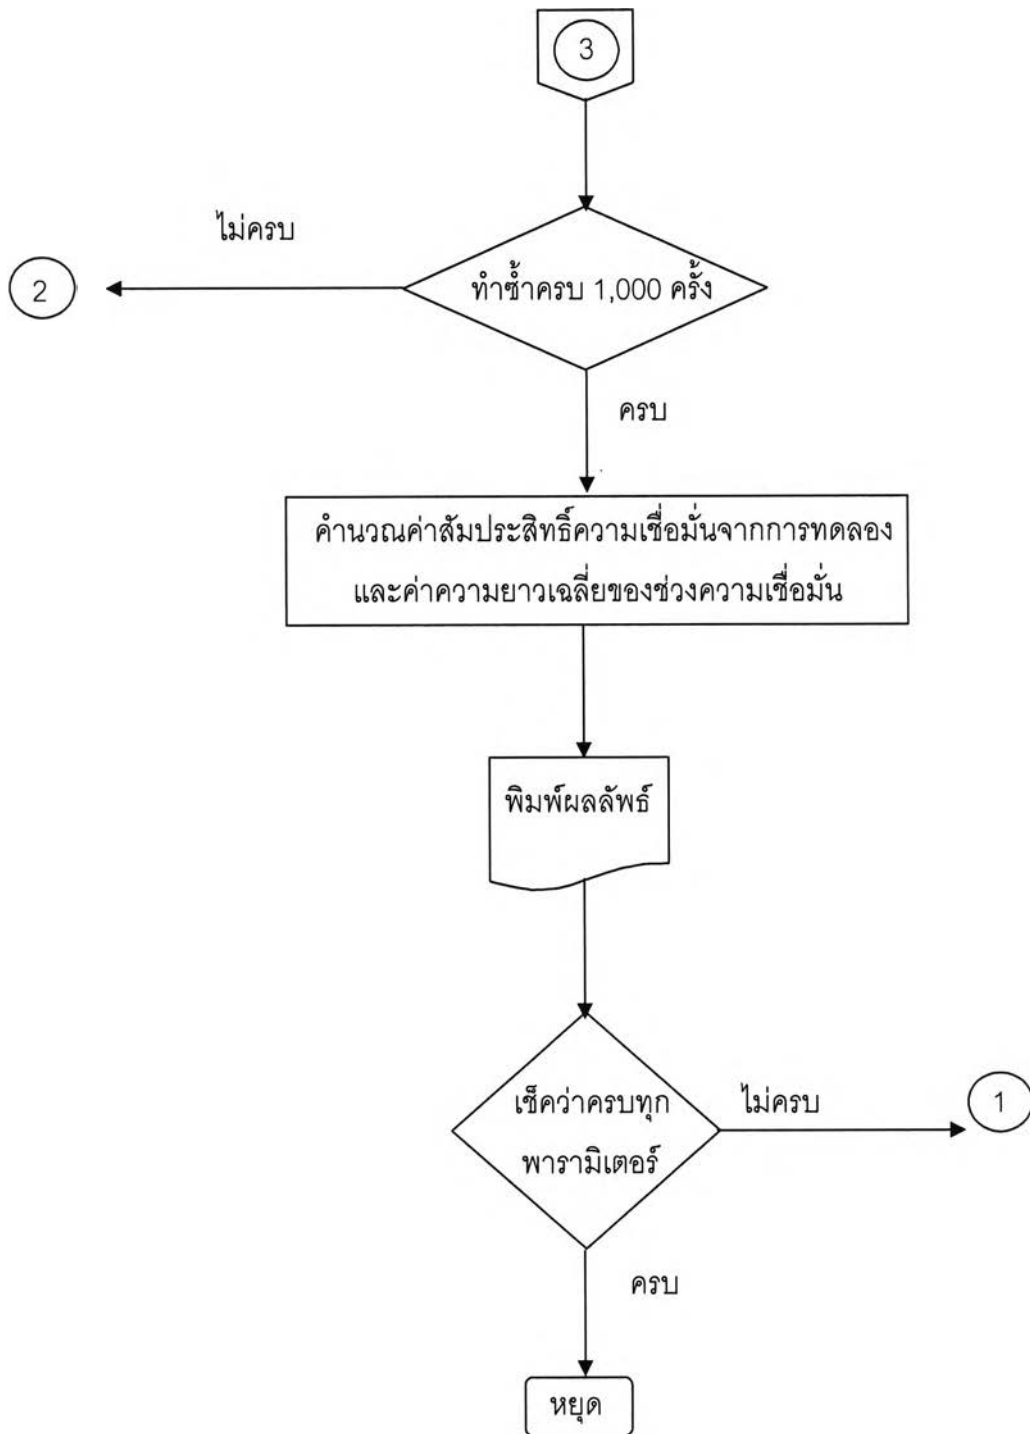 3
ไม่ครบ
2
ทำซ้ำครบ 1,000 ครั้ง
ครบ
คำนวณค่าสัมประสิทธิ์ความเชื่อมั่นจากการทดลอง
และค่าความยาวเฉลี่ยของช่วงความเชื่อมั่น
พิมพ์ผลลัพธ์
เช็คว่าครบทุก
พารามิเตอร์
ไม่ครบ
1
ครบ
หยุด